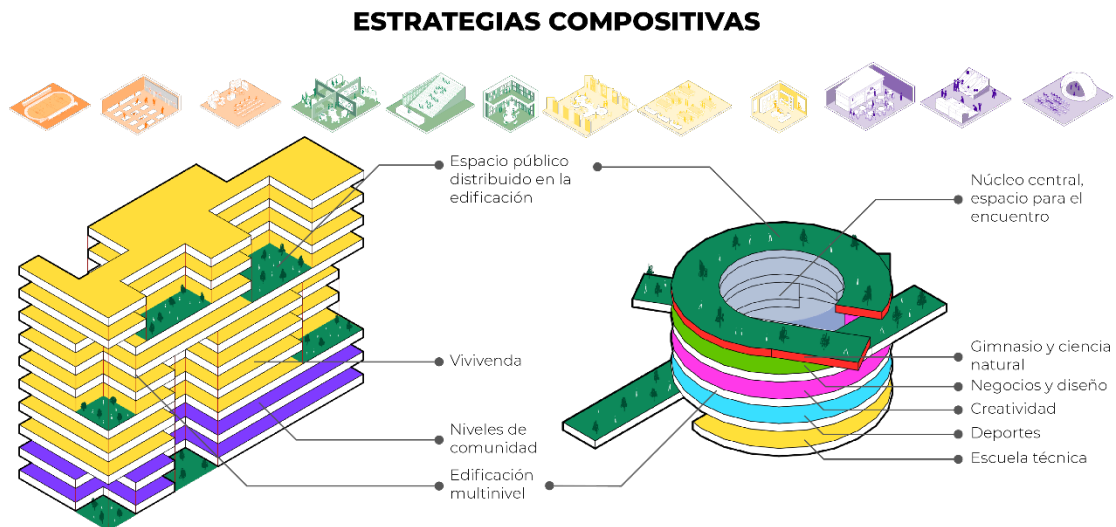 ESTRATEGIAS COMPOSITIVAS
Espacio público
distribuido en la
edificación
Vivivenda
Niveles de
comunidad
Edificación
multinivel
Núcleo central,
espacio para el
encuentro
Gimnasio y ciencia
natural
Negocios y diseño
Creatividad
Deportes
Escuela técnica